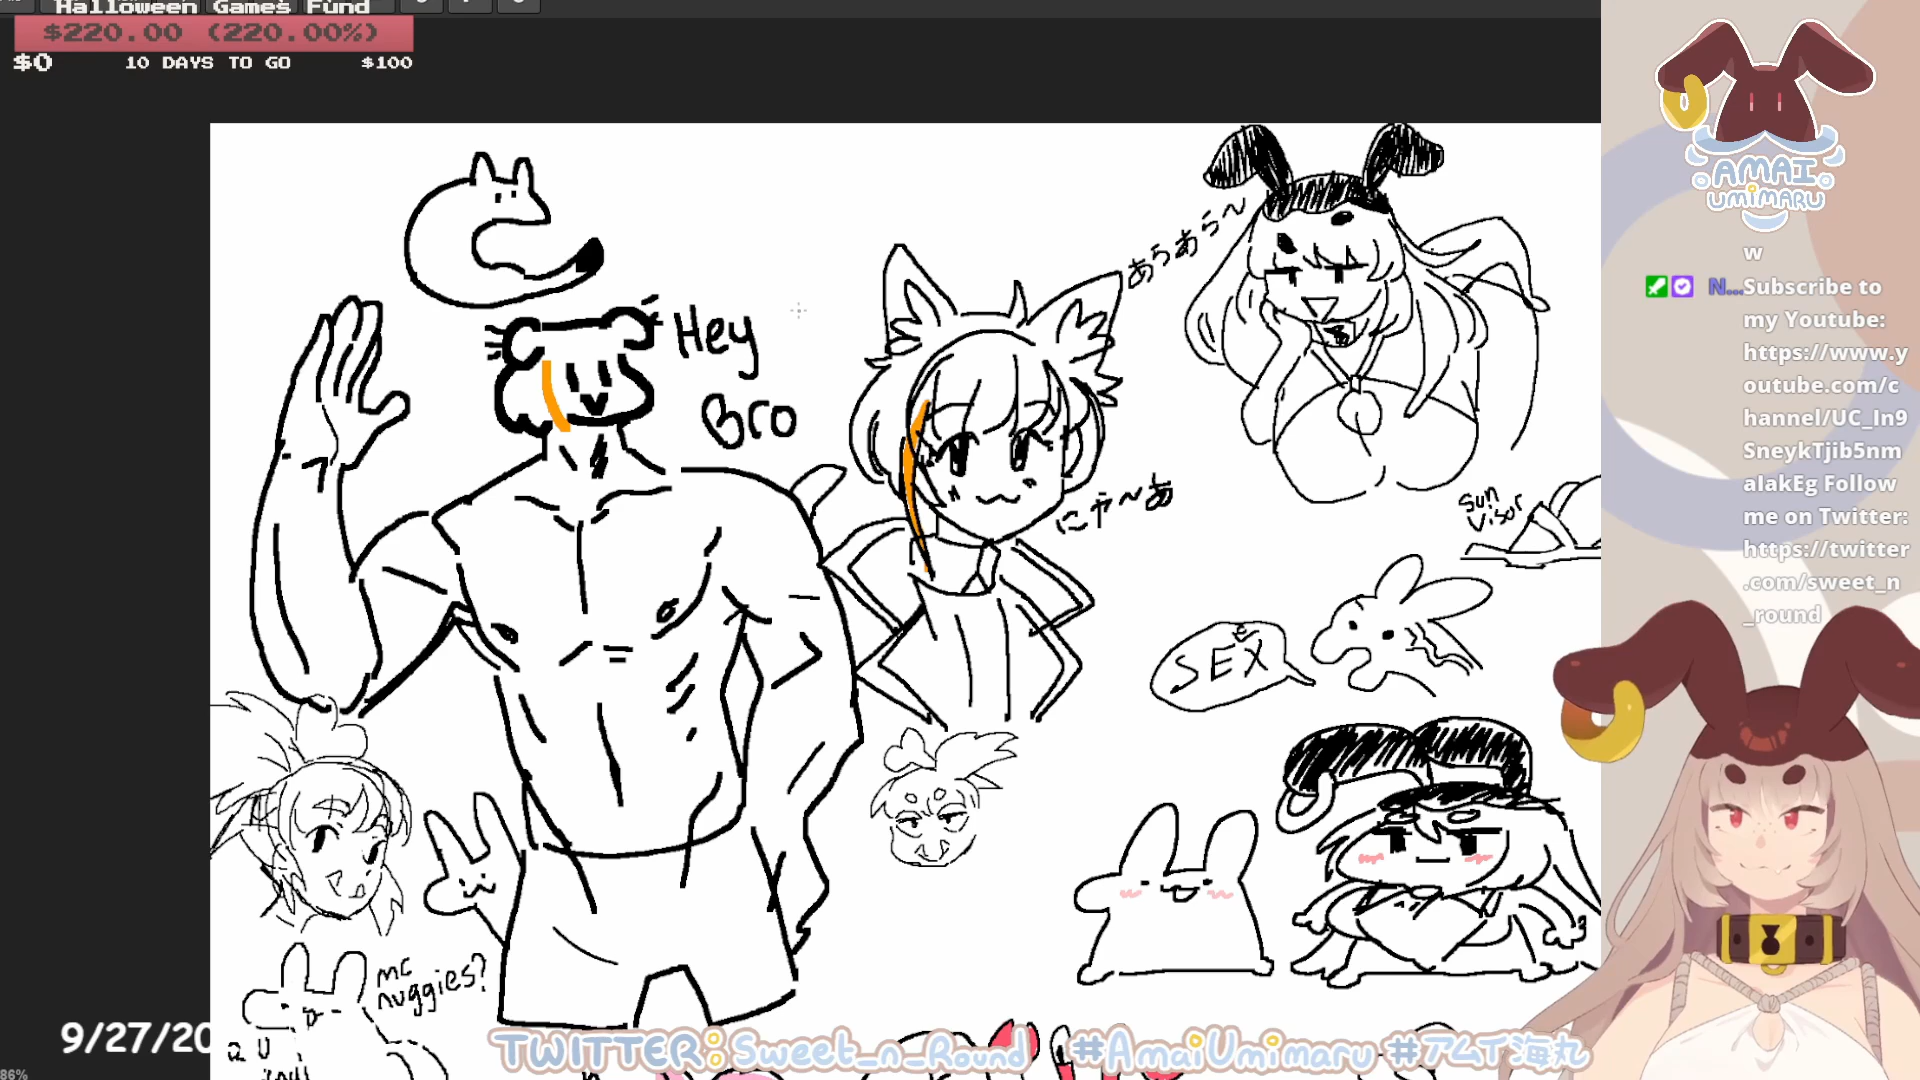 Halloween Games Fund
$220.00 (220.00%)
$0 10 DAYS TO GO $100
AMAI
UMIMARU
w
N...Subscribe to
my Youtube:
https://www.y
outube.com/c
hannel/UC_In9
SneykTjib5nm
alakEg Follow
me on Twitter:
https://twitter
.com/sweet_n
_round
あらあら～
Hey
Bro
にゃ～あ
sun
visor
SEX
mc
nuggies?
9/27/20
TWITTER: Sweet_n_Round #AmaiUmimaru #アムイ海丸
86%